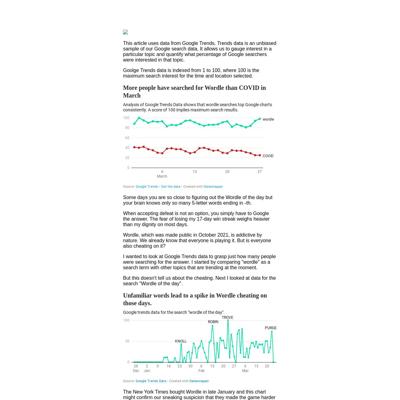 This article uses data from Google Trends. Trends data is an unbiased
sample of our Google search data, it allows us to gauge interest in a
particular topic and quantify what percentage of Google searchers
were interested in that topic.
Goolge Trends data is indexed from 1 to 100, where 100 is the
maximum search interest for the time and location selected.
More people have searched for Wordle than COVID in
March
Analysis of Google Trends Data shows that wordle searches top Google charts
consistently. A score of 100 implies maximum search results.
100
wordle
50
COVID
0
6
13
20
27
March
Source: Google Trends · Get the data · Created with Datawrapper
Some days you are so close to figuring out the Wordle of the day but
your brain knows only so many 5-letter words ending in -th.
When accepting defeat is not an option, you simply have to Google
the answer. The fear of losing my 17-day win streak weighs heavier
than my dignity on most days.
Wordle, which was made public in October 2021, is addictive by
nature. We already know that everyone is playing it. But is everyone
also cheating on it?
I wanted to look at Google Trends data to grasp just how many people
were searching for the answer. I started by comparing "wordle" as a
search term with other topics that are trending at the moment.
But this doesn't tell us about the cheating. Next I looked at data for the
search "Wordle of the day".
Unfamiliar words lead to a spike in Wordle cheating on
those days.
Google trends data for the search "wordle of the day".
TROVE
100
ROBIN
PURGE
KNOLL
50
0
Dec
Jan
Feb
Mar
Source: Google Trends Data · Created with Datawrapper
The New York Times bought Wordle in late January and this chart
might confirm our sneaking suspicion that they made the game harder